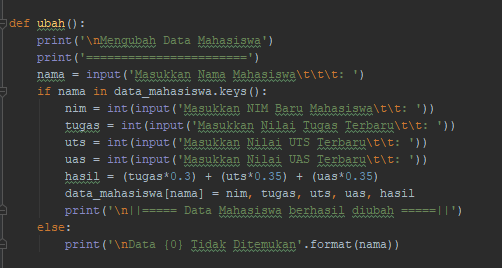 def ubah():
    print('\nMengubah Data Mahasiswa')
    print('=======================')
    nama = input('Masukkan Nama Mahasiswa\t\t\t: ')
    if nama in data_mahasiswa.keys():
        nim = int(input('Masukkan NIM Baru Mahasiswa\t\t: '))
        tugas = int(input('Masukkan Nilai Tugas Terbaru\t\t: '))
        uts = int(input('Masukkan Nilai UTS Terbaru\t\t: '))
        uas = int(input('Masukkan Nilai UAS Terbaru\t\t: '))
        hasil = (tugas*0.3) + (uts*0.35) + (uas*0.35)
        data_mahasiswa[nama] = nim, tugas, uts, uas, hasil
        print('\n||===== Data Mahasiswa berhasil diubah =====||')
    else:
        print('\nData {0} Tidak Ditemukan'.format(nama))